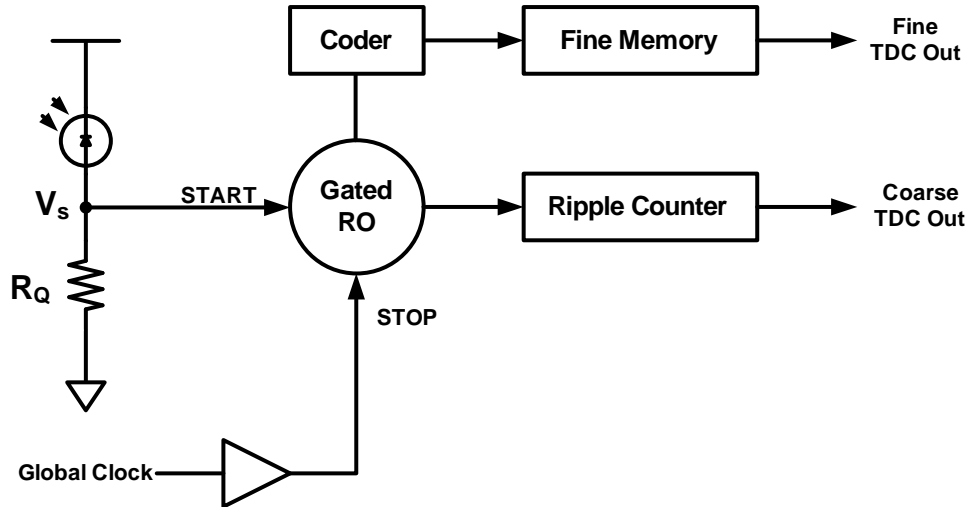 Coder
Fine Memory
Fine
TDC Out
Vs
START
Gated
RO
Ripple Counter
Coarse
TDC Out
RQ
STOP
Global Clock